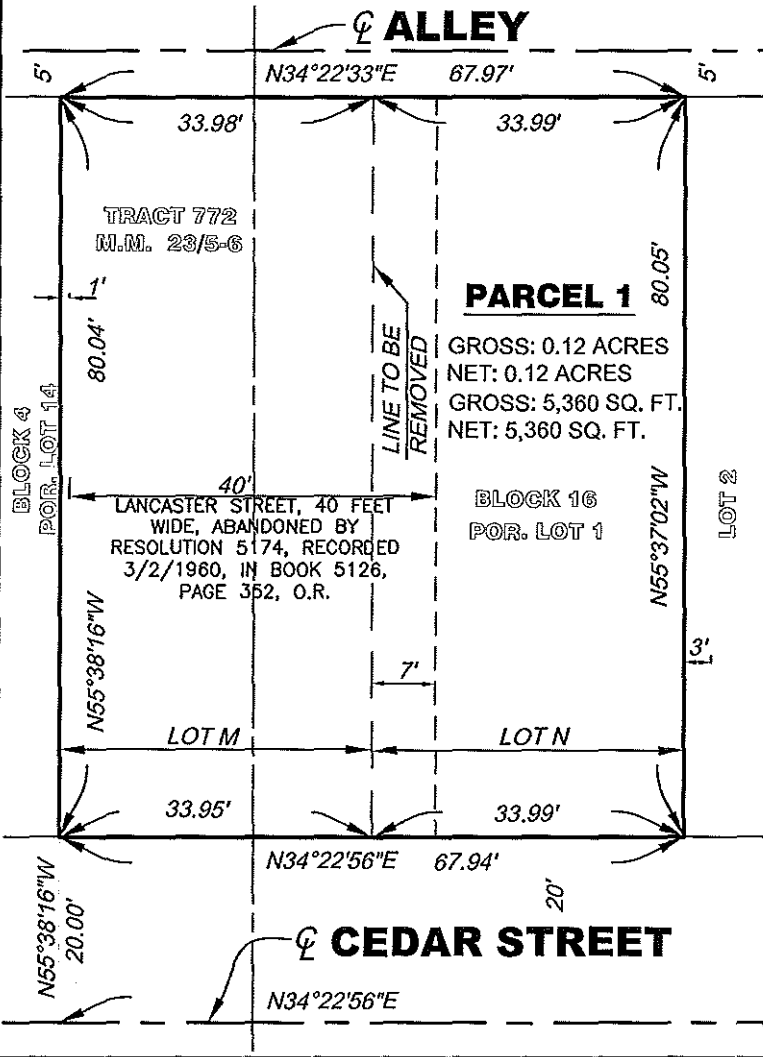 ℄ ALLEY
5'
N34°22'33"E 67.97'
5'
33.98'
33.99'
TRACT 772
M.M. 23/5-6
1'
80.04'
PARCEL 1
80.05'
GROSS: 0.12 ACRES
NET: 0.12 ACRES
GROSS: 5,360 SQ. FT.
NET: 5,360 SQ. FT.
LINE TO BE
REMOVED
BLOCK 4
POR. LOT 14
40'
LANCASTER STREET, 40 FEET
WIDE, ABANDONED BY
RESOLUTION 5174, RECORDED
3/2/1960, IN BOOK 5126,
PAGE 352, O.R.
BLOCK 16
POR. LOT 1
N55°37'02"W
LOT 2
N55°38'16"W
7'
3'
LOT M
LOT N
33.95'
33.99'
N34°22'56"E 67.94'
N55°38'16"W
20.00'
20'
℄ CEDAR STREET
N34°22'56"E